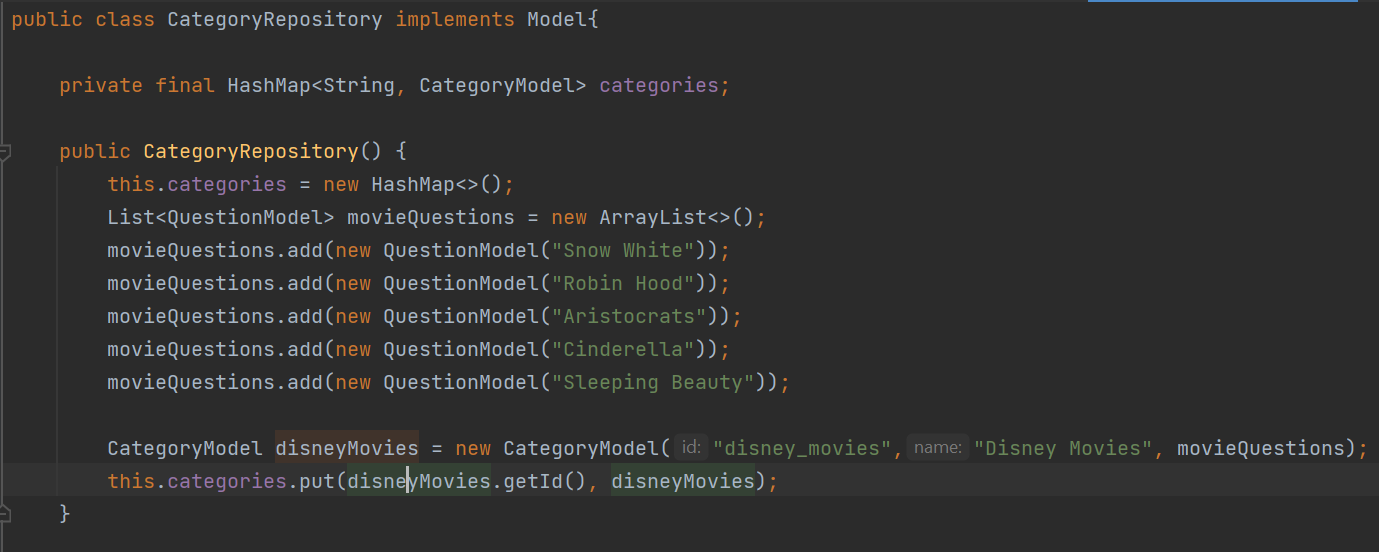 public class CategoryRepository implements Model{
private final HashMap<String, CategoryModel> categories;
public CategoryRepository() {
this.categories = new HashMap<>();
List<QuestionModel> movieQuestions = new ArrayList<>();
movieQuestions.add(new QuestionModel("Snow White"));
movieQuestions.add(new QuestionModel("Robin Hood"));
movieQuestions.add(new QuestionModel("Aristocrats"));
movieQuestions.add(new QuestionModel("Cinderella"));
movieQuestions.add(new QuestionModel("Sleeping Beauty"));
CategoryModel disneyMovies = new CategoryModel( id: "disney_movies", name: "Disney Movies", movieQuestions);
this.categories.put(disneyMovies.getId(), disneyMovies);
}